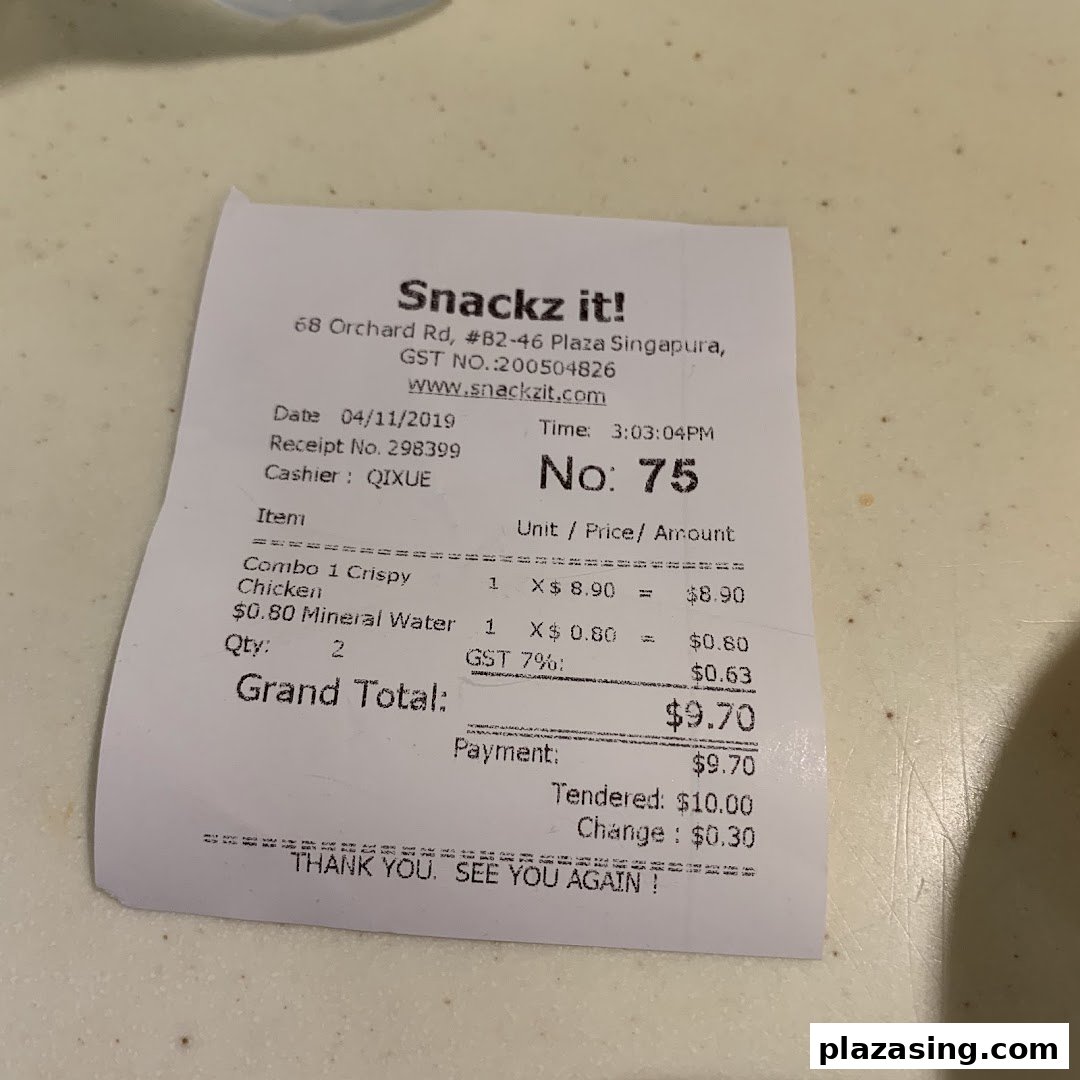 Snackz it!
68 Orchard Rd, #B2-46 Plaza Singapura,
GST NO.:200504826
www.snackzit.com
Date 04/11/2019 Time: 3:03:04PM
Receipt No. 298399
Cashier : QIXUE No: 75
Item Unit / Price/ Amount
Combo 1 Crispy 1 X$ 8.90 = $8.90
Chicken
$0.80 Mineral Water 1 X$ 0.80 = $0.80
Qty: 2 GST 7%: $0.63
Grand Total: $9.70
Payment: $9.70
Tendered: $10.00
Change : $0.30
THANK YOU. SEE YOU AGAIN !
plazasing.com